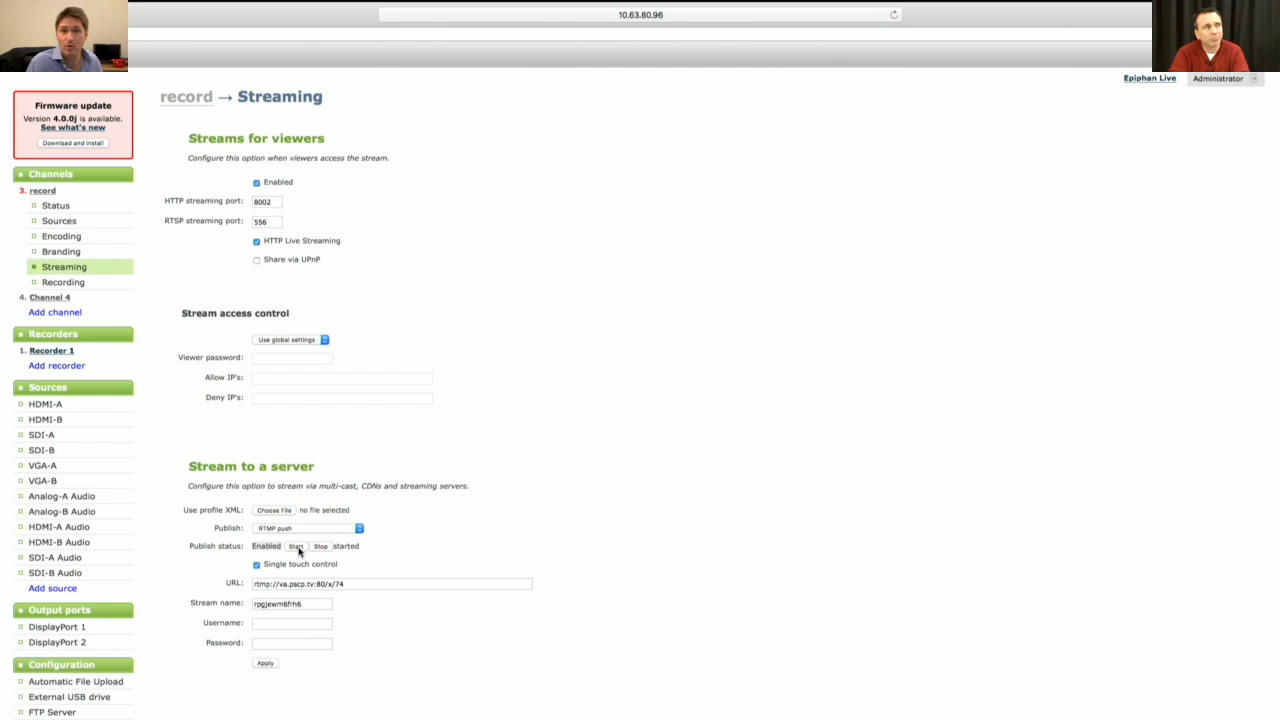 10.63.80.96
Epiphan Live
Administrator
record → Streaming
Firmware update
Version 4.0.0j is available.
See what's new
Download and install
Channels
3. record
Status
Sources
Encoding
Branding
Streaming
Recording
4. Channel 4
Add channel
Recorders
1. Recorder 1
Add recorder
Sources
HDMI-A
HDMI-B
SDI-A
SDI-B
VGA-A
VGA-B
Analog-A Audio
Analog-B Audio
HDMI-A Audio
HDMI-B Audio
SDI-A Audio
SDI-B Audio
Add source
Output ports
DisplayPort 1
DisplayPort 2
Configuration
Automatic File Upload
External USB drive
FTP Server
Streams for viewers
Configure this option when viewers access the stream.
Enabled
HTTP streaming port: 8002
RTSP streaming port: 556
HTTP Live Streaming
Share via UPnP
Stream access control
Use global settings
Viewer password:
Allow IP's:
Deny IP's:
Stream to a server
Configure this option to stream via multi-cast, CDNs and streaming servers.
Use profile XML: Choose File no file selected
Publish: RTMP push
Publish status: Enabled Start Stop started
Single touch control
URL: rtmp://va.pscp.tv:80/x/74
Stream name: rpgjewm6frh6
Username:
Password:
Apply